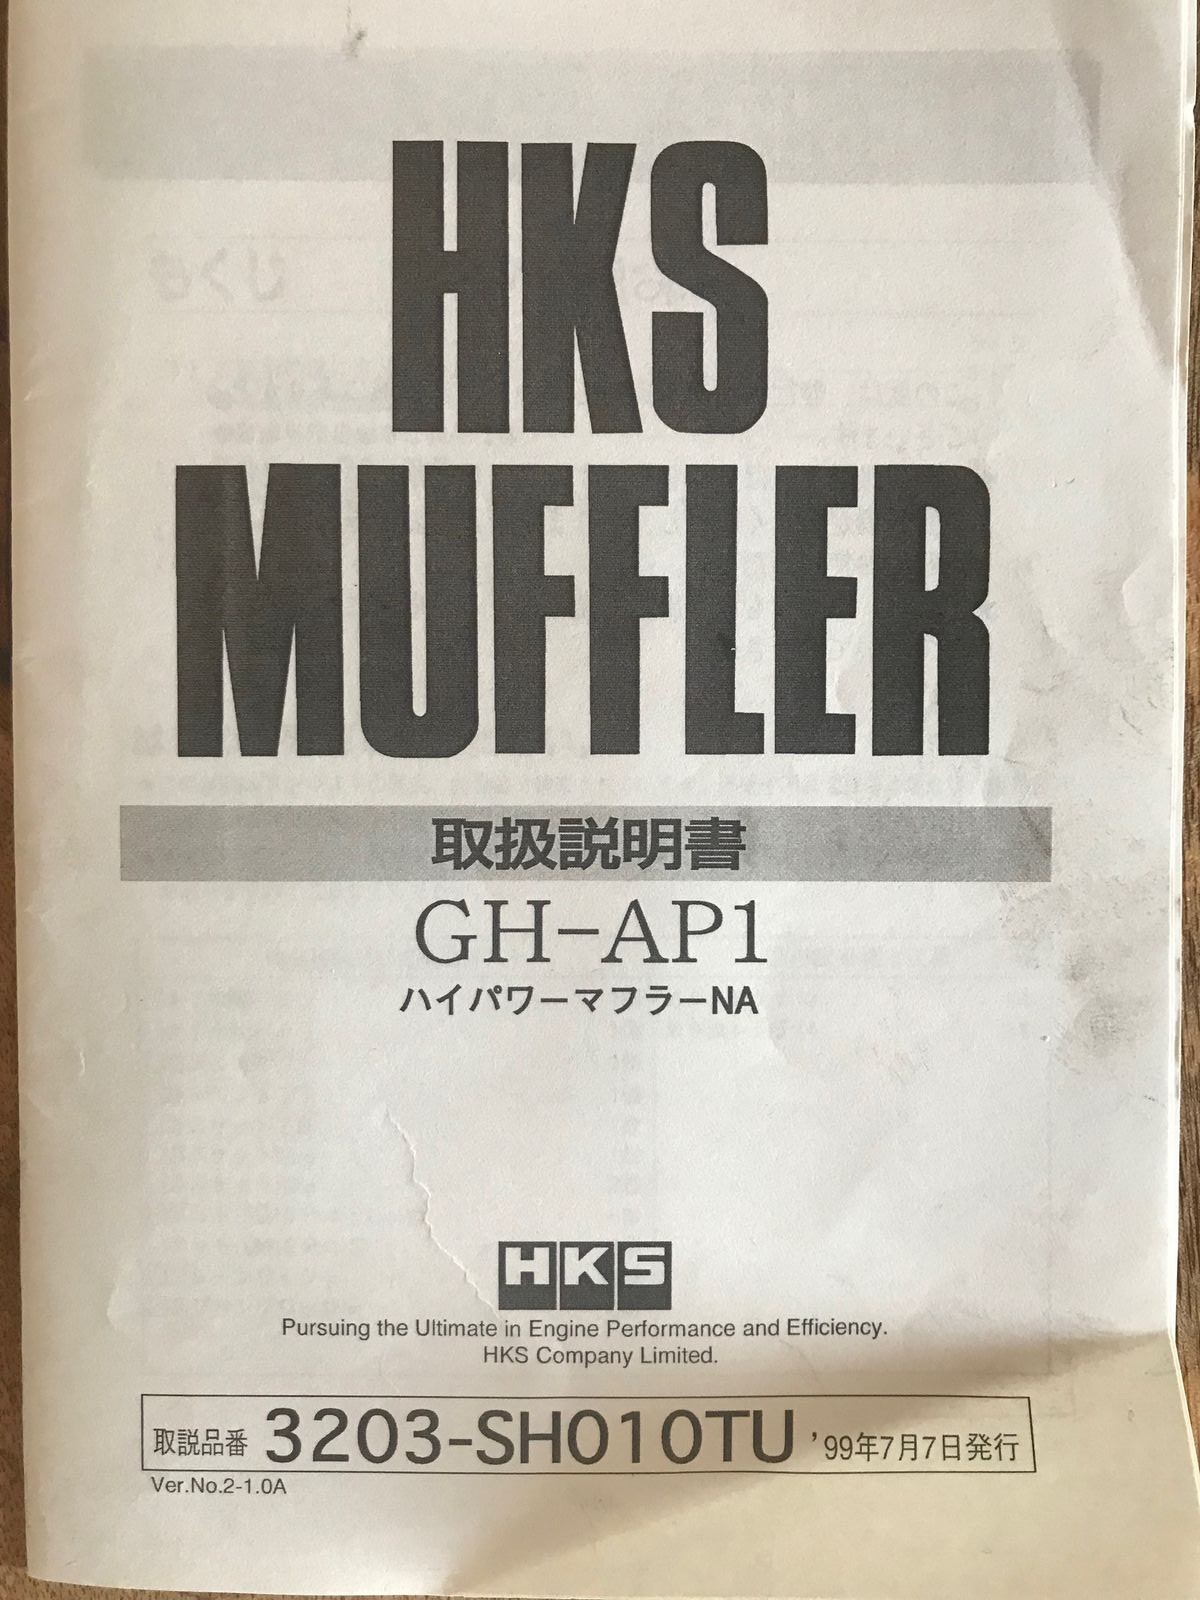 HKS
MUFFLER
取扱説明書
GH-AP1
ハイパワーマフラーNA
HKS
Pursuing the Ultimate in Engine Performance and Efficiency.
HKS Company Limited.
取説品番 3203-SH010TU '99年7月7日発行
Ver.No.2-1.0A